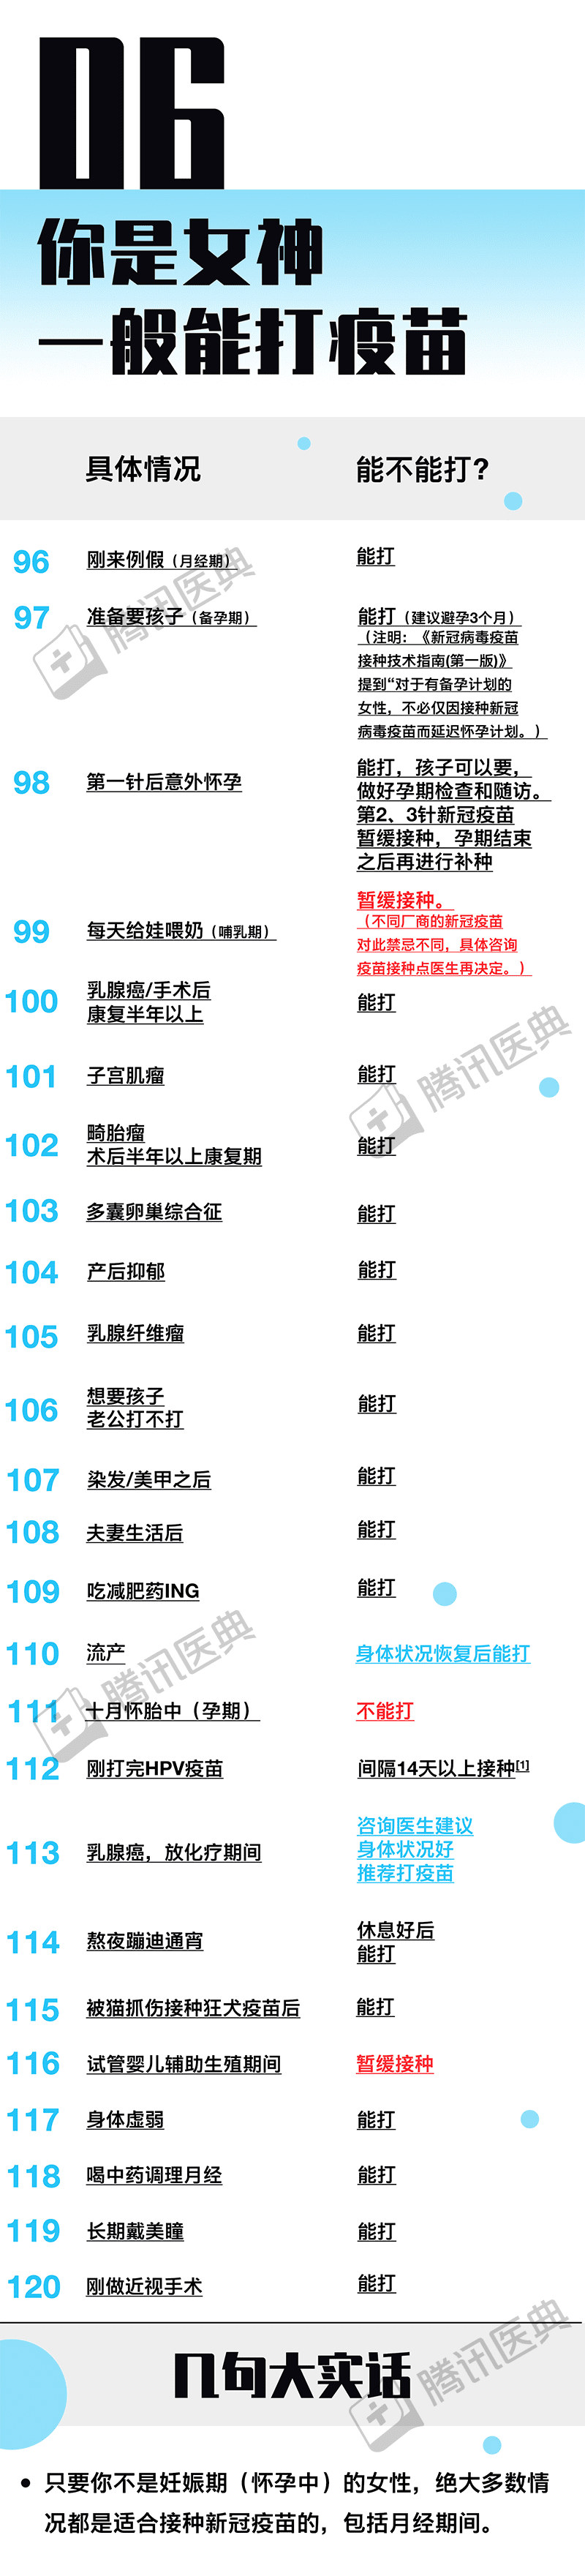 06
你是女神
一般能打疫苗
具体情况 能不能打?
96 刚来例假（月经期） 能打
97 准备要孩子（备孕期） 能打（建议避孕3个月）
（注明：《新冠病毒疫苗
接种技术指南(第一版)》
提到“对于有备孕计划的
女性，不必仅因接种新冠
病毒疫苗而延迟怀孕计划。）
98 第一针后意外怀孕 能打，孩子可以要，
做好孕期检查和随访。
第2、3针新冠疫苗
暂缓接种，孕期结束
之后再进行补种
99 每天给娃喂奶（哺乳期） 暂缓接种。
（不同厂商的新冠疫苗
对此禁忌不同，具体咨询
疫苗接种点医生再决定。）
100 乳腺癌/手术后
康复半年以上 能打
101 子宫肌瘤 能打
102 畸胎瘤
术后半年以上康复期 能打
103 多囊卵巢综合征 能打
104 产后抑郁 能打
105 乳腺纤维瘤 能打
106 想要孩子
老公打不打 能打
107 染发/美甲之后 能打
108 夫妻生活后 能打
109 吃减肥药ING 能打
110 流产 身体状况恢复后能打
111 十月怀胎中（孕期） 不能打
112 刚打完HPV疫苗 间隔14天以上接种[1]
113 乳腺癌，放化疗期间 咨询医生建议
身体状况好
推荐打疫苗
114 熬夜蹦迪通宵 休息好后
能打
115 被猫抓伤接种狂犬疫苗后 能打
116 试管婴儿辅助生殖期间 暂缓接种
117 身体虚弱 能打
118 喝中药调理月经 能打
119 长期戴美瞳 能打
120 刚做近视手术 能打
几句大实话
• 只要你不是妊娠期（怀孕中）的女性，绝大多数情
况都是适合接种新冠疫苗的，包括月经期间。
腾讯医典
腾讯医典
腾讯医典
腾讯医典